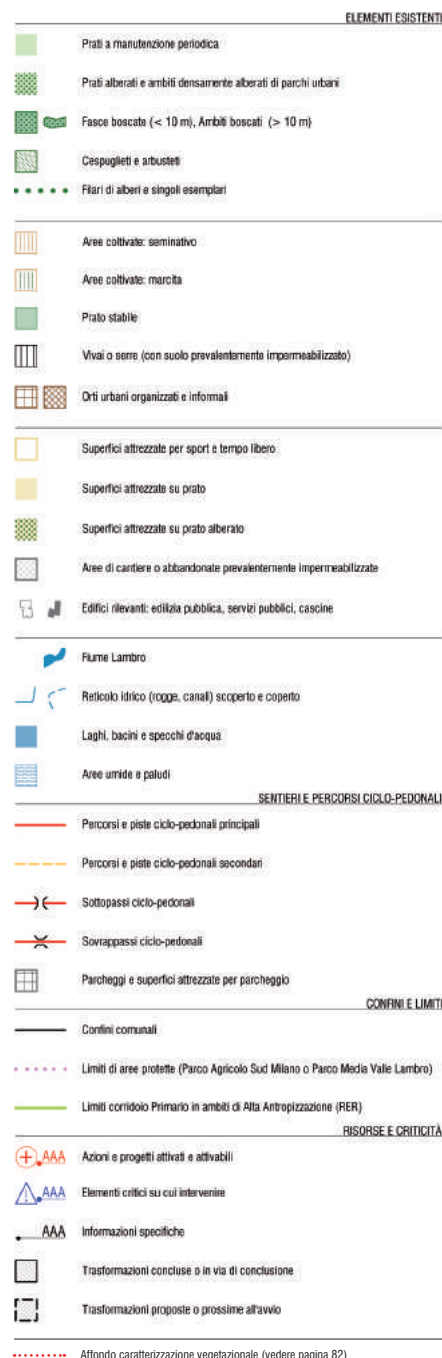 ELEMENTI ESISTENTI
Prati a manutenzione periodica
Prati alberati e ambiti densamente alberati di parchi urbani
Fasce boscate (< 10 m), Ambiti boscati (> 10 m)
Cespuglieti e arbusteti
Filari di alberi e singoli esemplari
Aree coltivate: seminativo
Aree coltivate: marcita
Prato stabile
Vivai o serre (con suolo prevalentemente impermeabilizzato)
Orti urbani organizzati e informali
Superfici attrezzate per sport e tempo libero
Superfici attrezzate su prato
Superfici attrezzate su prato alberato
Aree di cantiere o abbandonate prevalentemente impermeabilizzate
Edifici rilevanti: edilizia pubblica, servizi pubblici, cascine
Fiume Lambro
Reticolo idrico (rogge, canali) scoperto e coperto
Laghi, bacini e specchi d'acqua
Aree umide e paludi
SENTIERI E PERCORSI CICLO-PEDONALI
Percorsi e piste ciclo-pedonali principali
Percorsi e piste ciclo-pedonali secondari
Sottopassi ciclo-pedonali
Sovrappassi ciclo-pedonali
Parcheggi e superfici attrezzate per parcheggio
CONFINI E LIMITI
Confini comunali
Limiti di aree protette (Parco Agricolo Sud Milano o Parco Media Valle Lambro)
Limiti corridoio Primario in ambiti di Alta Antropizzazione (RER)
RISORSE E CRITICITÀ
AAA Azioni e progetti attivati e attivabili
AAA Elementi critici su cui intervenire
AAA Informazioni specifiche
Trasformazioni concluse o in via di conclusione
Trasformazioni proposte o prossime all'avvio
Affondo caratterizzazione vegetazionale (vedere pagina 82)